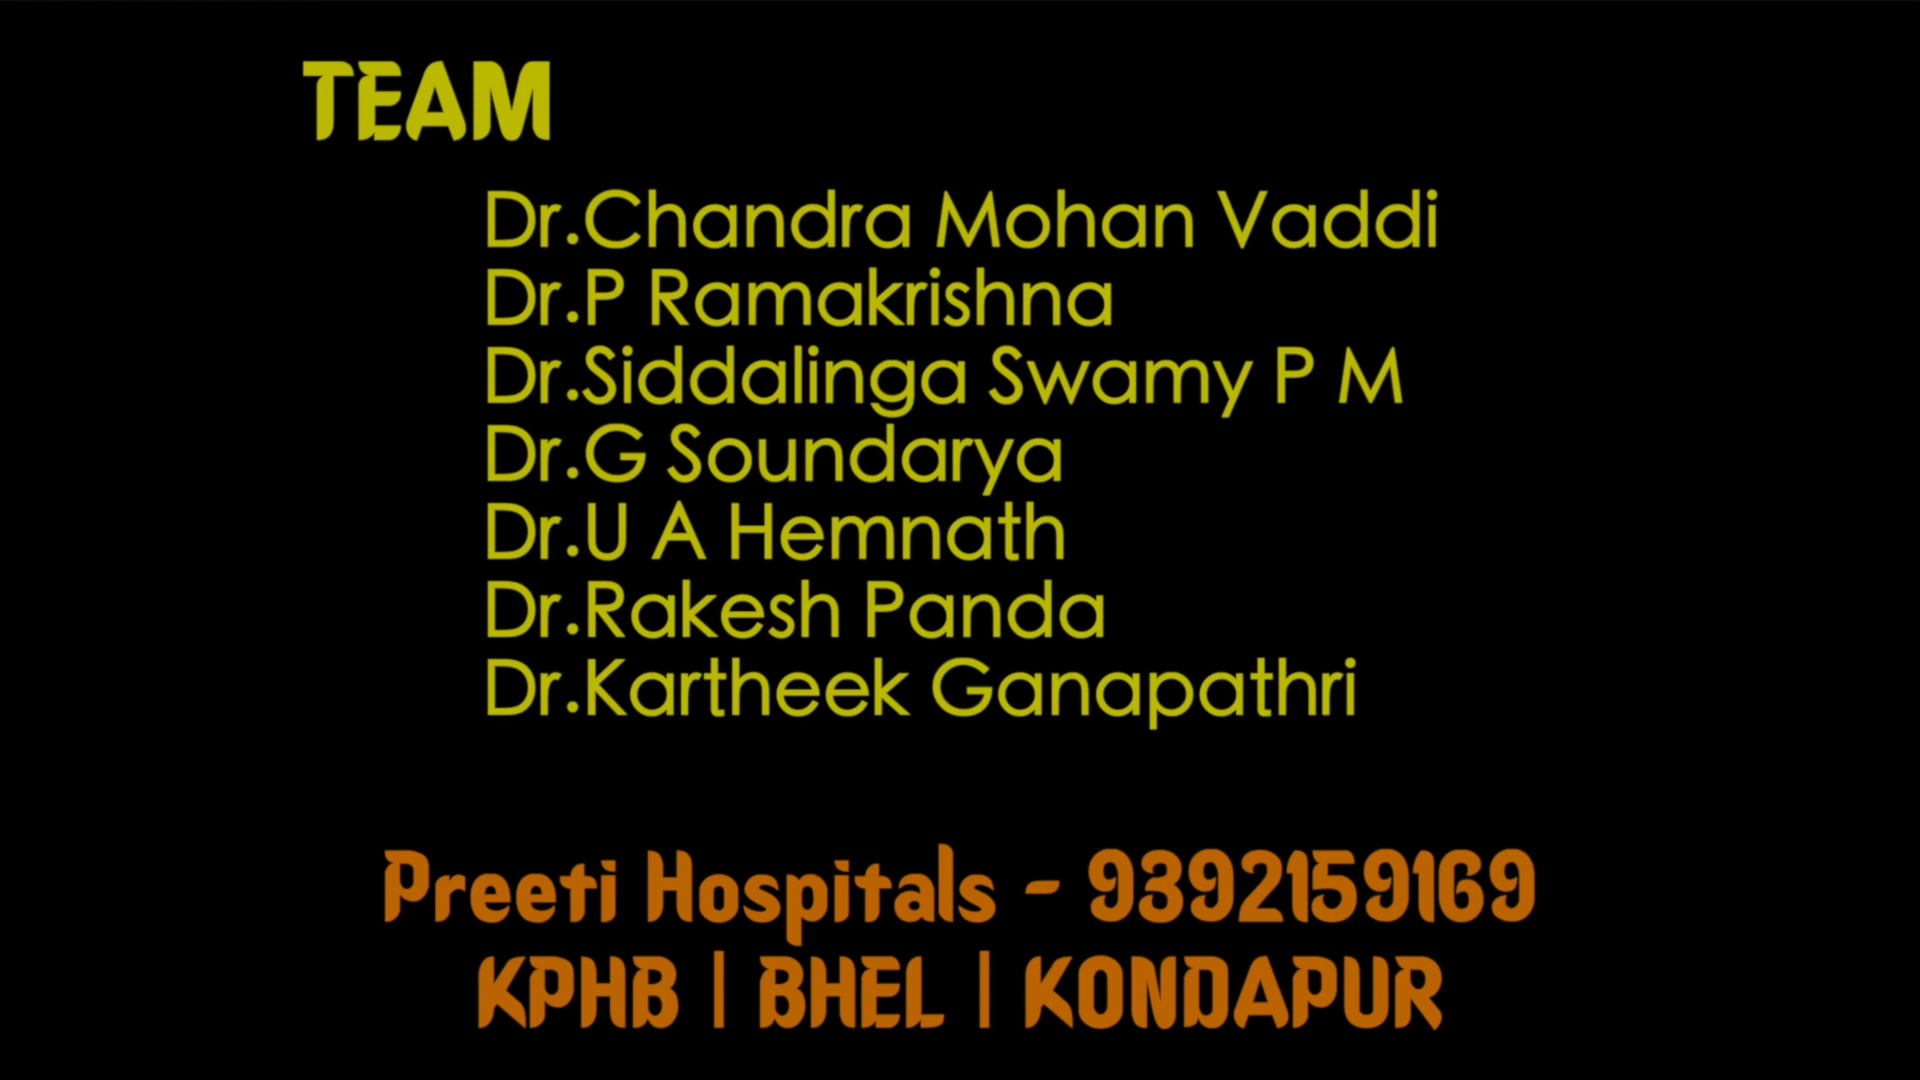 TEAM
Dr.Chandra Mohan Vaddi
Dr.P Ramakrishna
Dr.Siddalinga Swamy P M
Dr.G Soundarya
Dr.U A Hemnath
Dr.Rakesh Panda
Dr.Kartheek Ganapathri
Preeti Hospitals - 9392159169
KPHB | BHEL | KONDAPUR